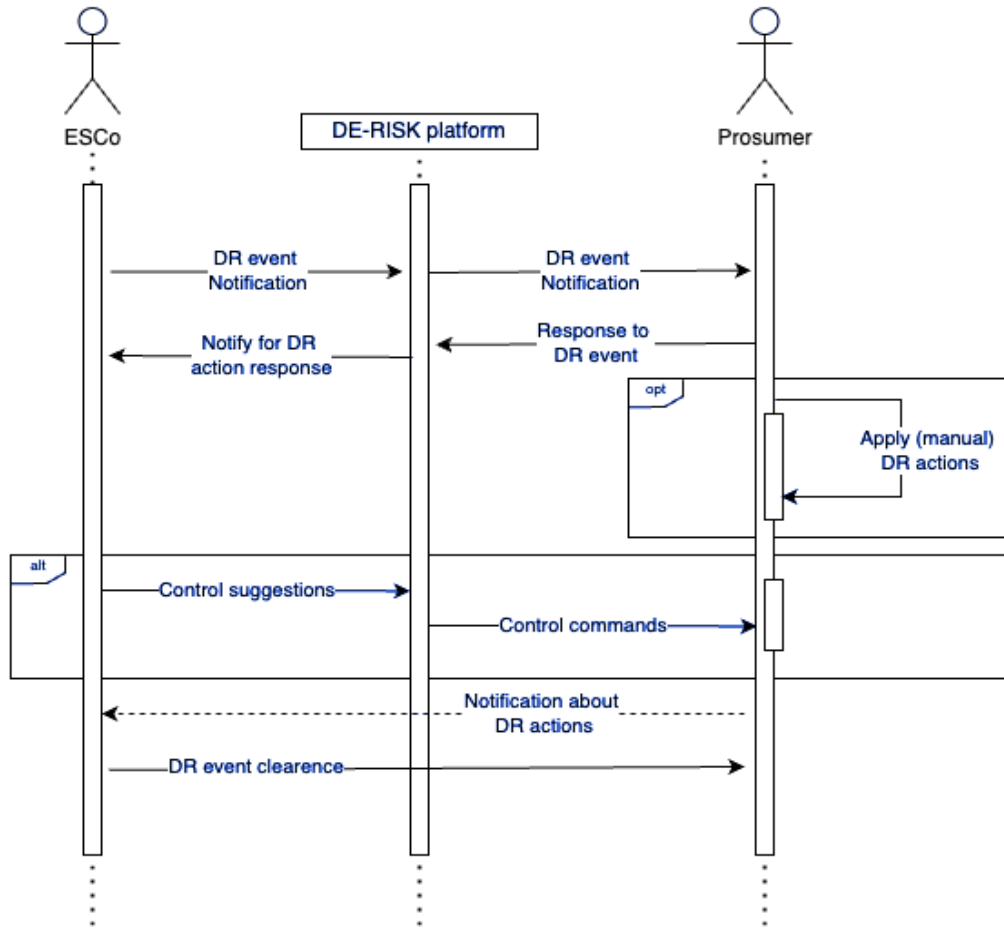 ESCo
DE-RISK platform
Prosumer
DR event
Notification
DR event
Notification
Response to
DR event
Notify for DR
action response
opt
Apply (manual)
DR actions
alt
Control suggestions
Control commands
Notification about
DR actions
DR event clearence